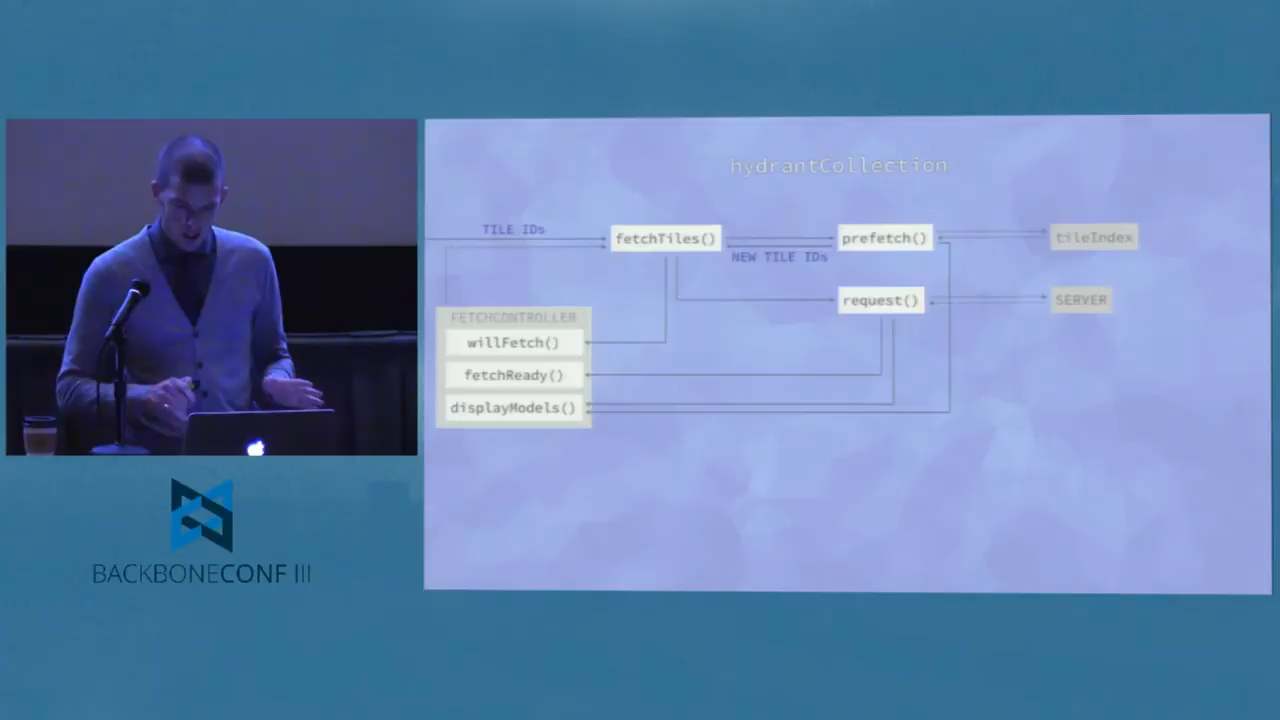 hydrantCollection
TILE IDs
fetchTiles()
prefetch()
tileIndex
NEW TILE IDs
request()
SERVER
FETCHCONTROLLER
willFetch()
fetchReady()
displayModels()
BACKBONECONF III